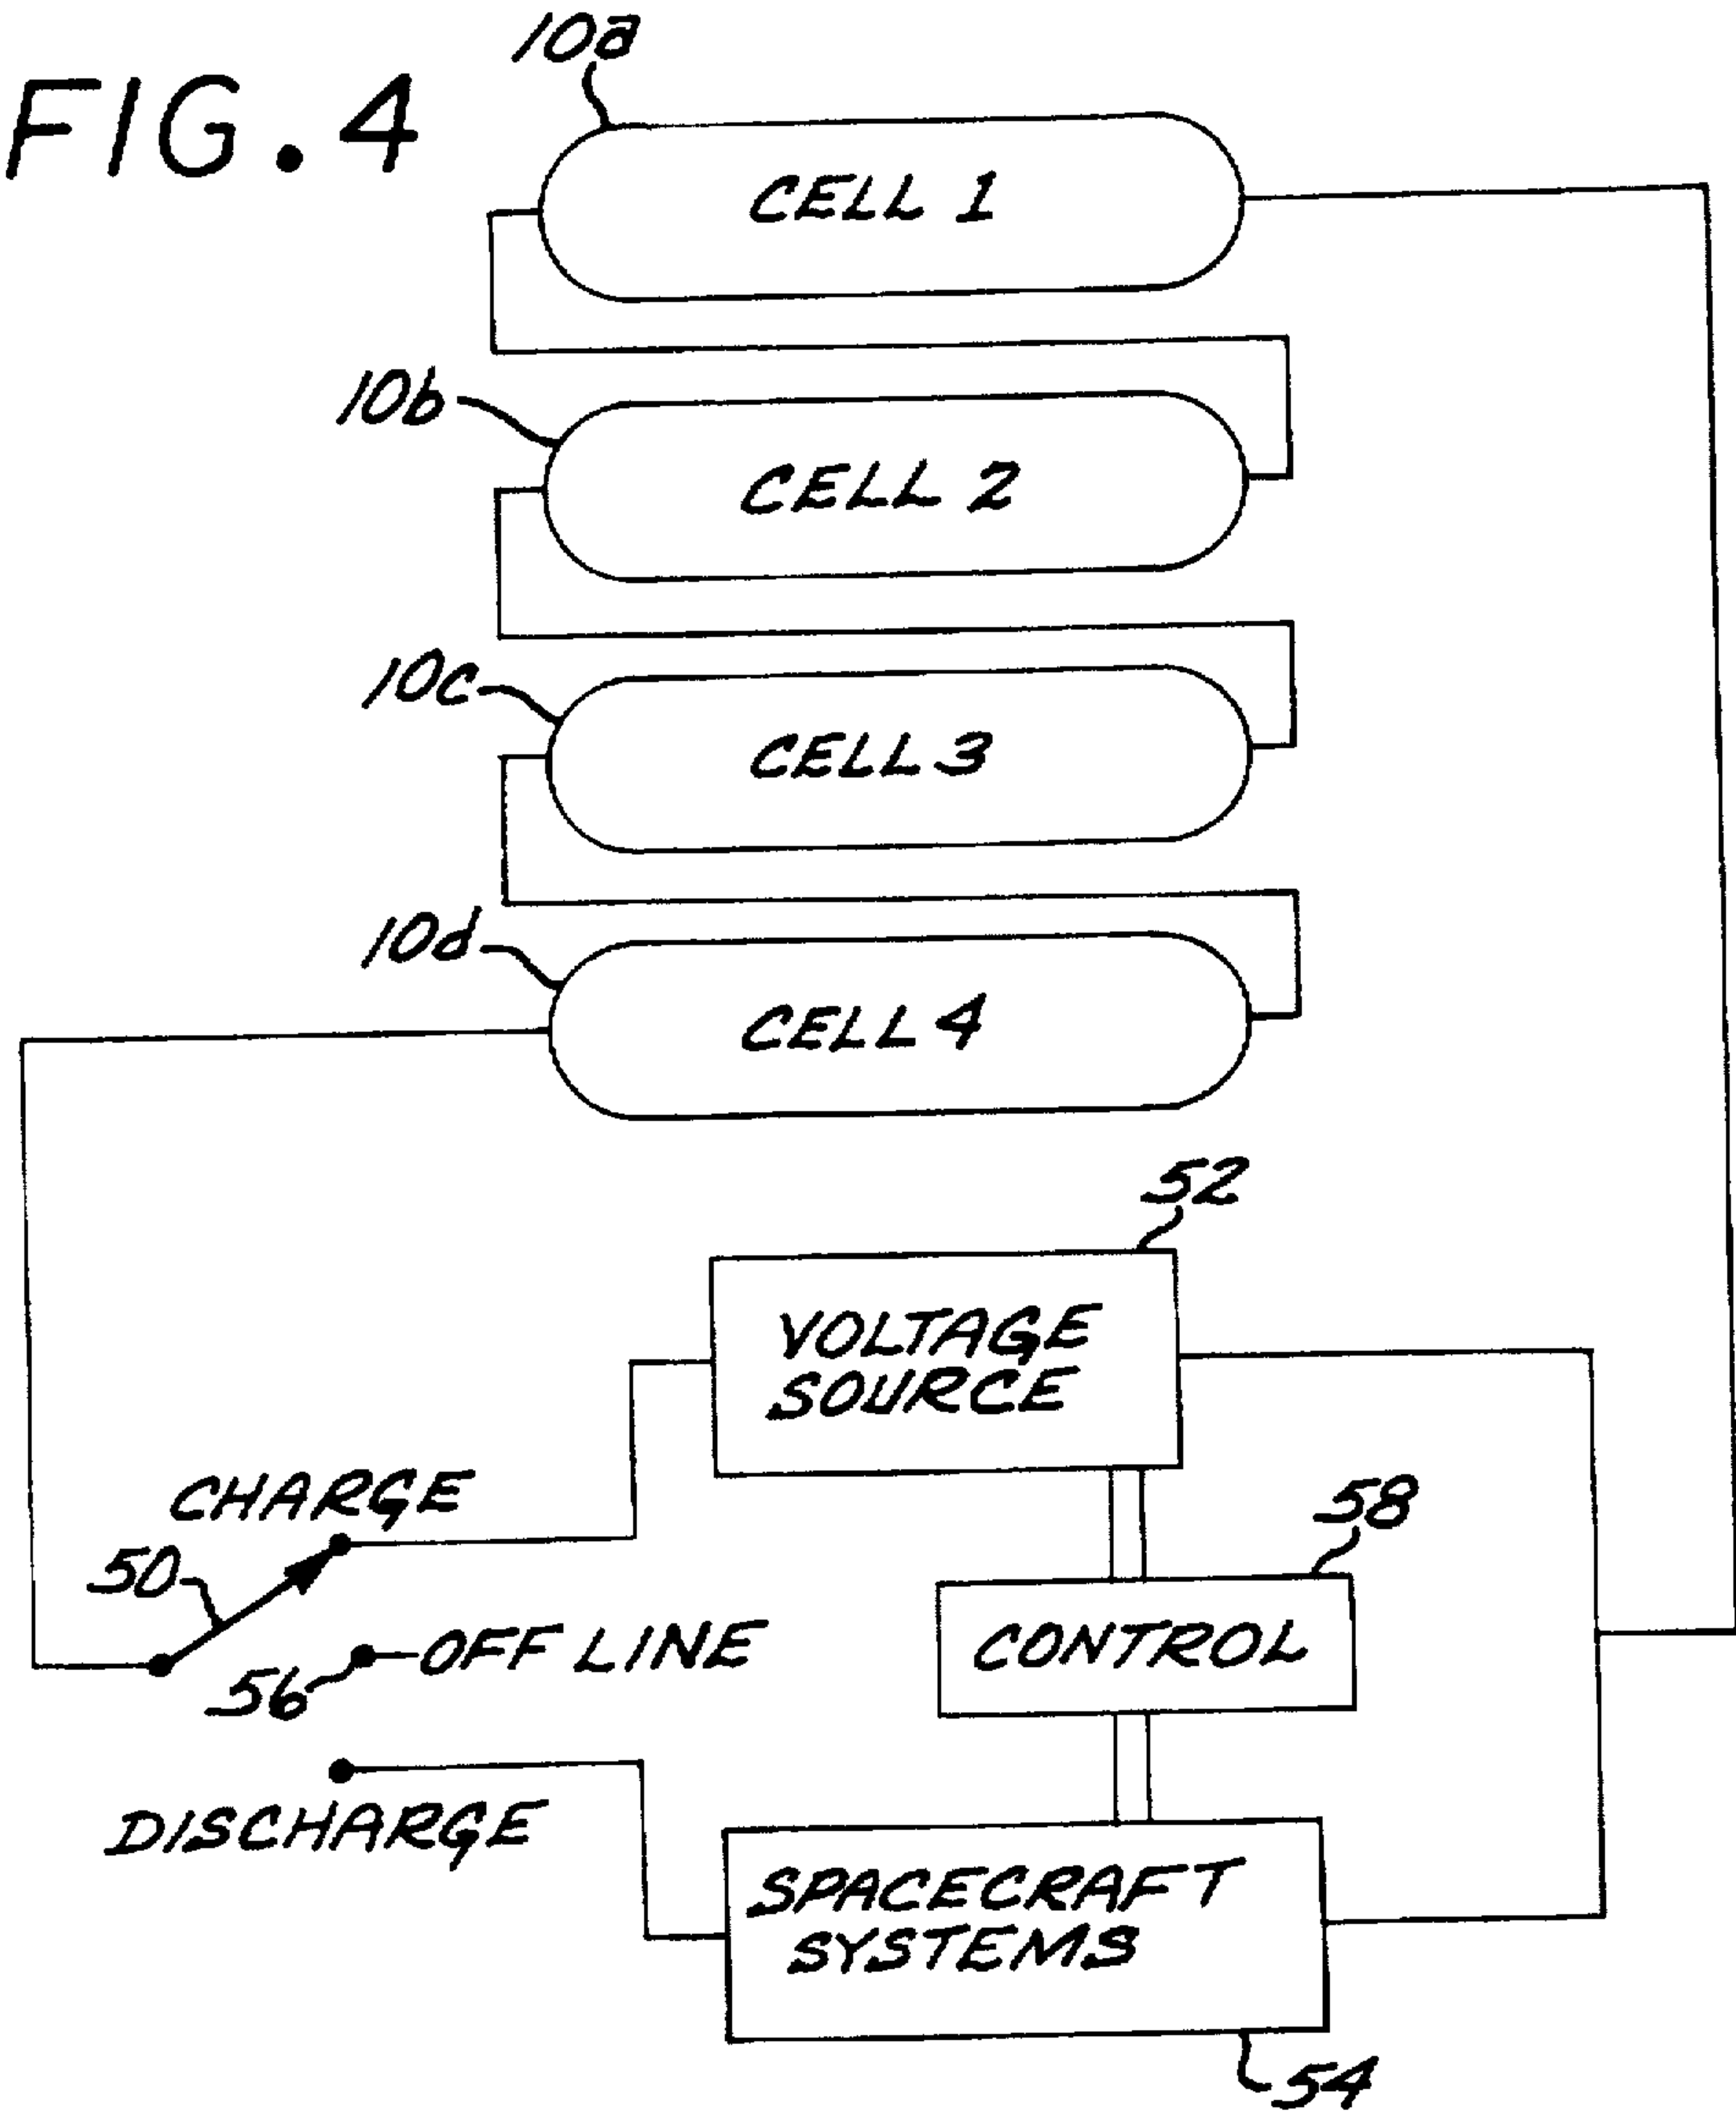 FIG. 4
10a
CELL 1
10b
CELL 2
10c
CELL 3
10d
CELL 4
52
VOLTAGE
SOURCE
CHARGE
50
58
OFF LINE
56
CONTROL
DISCHARGE
SPACECRAFT
SYSTEMS
54